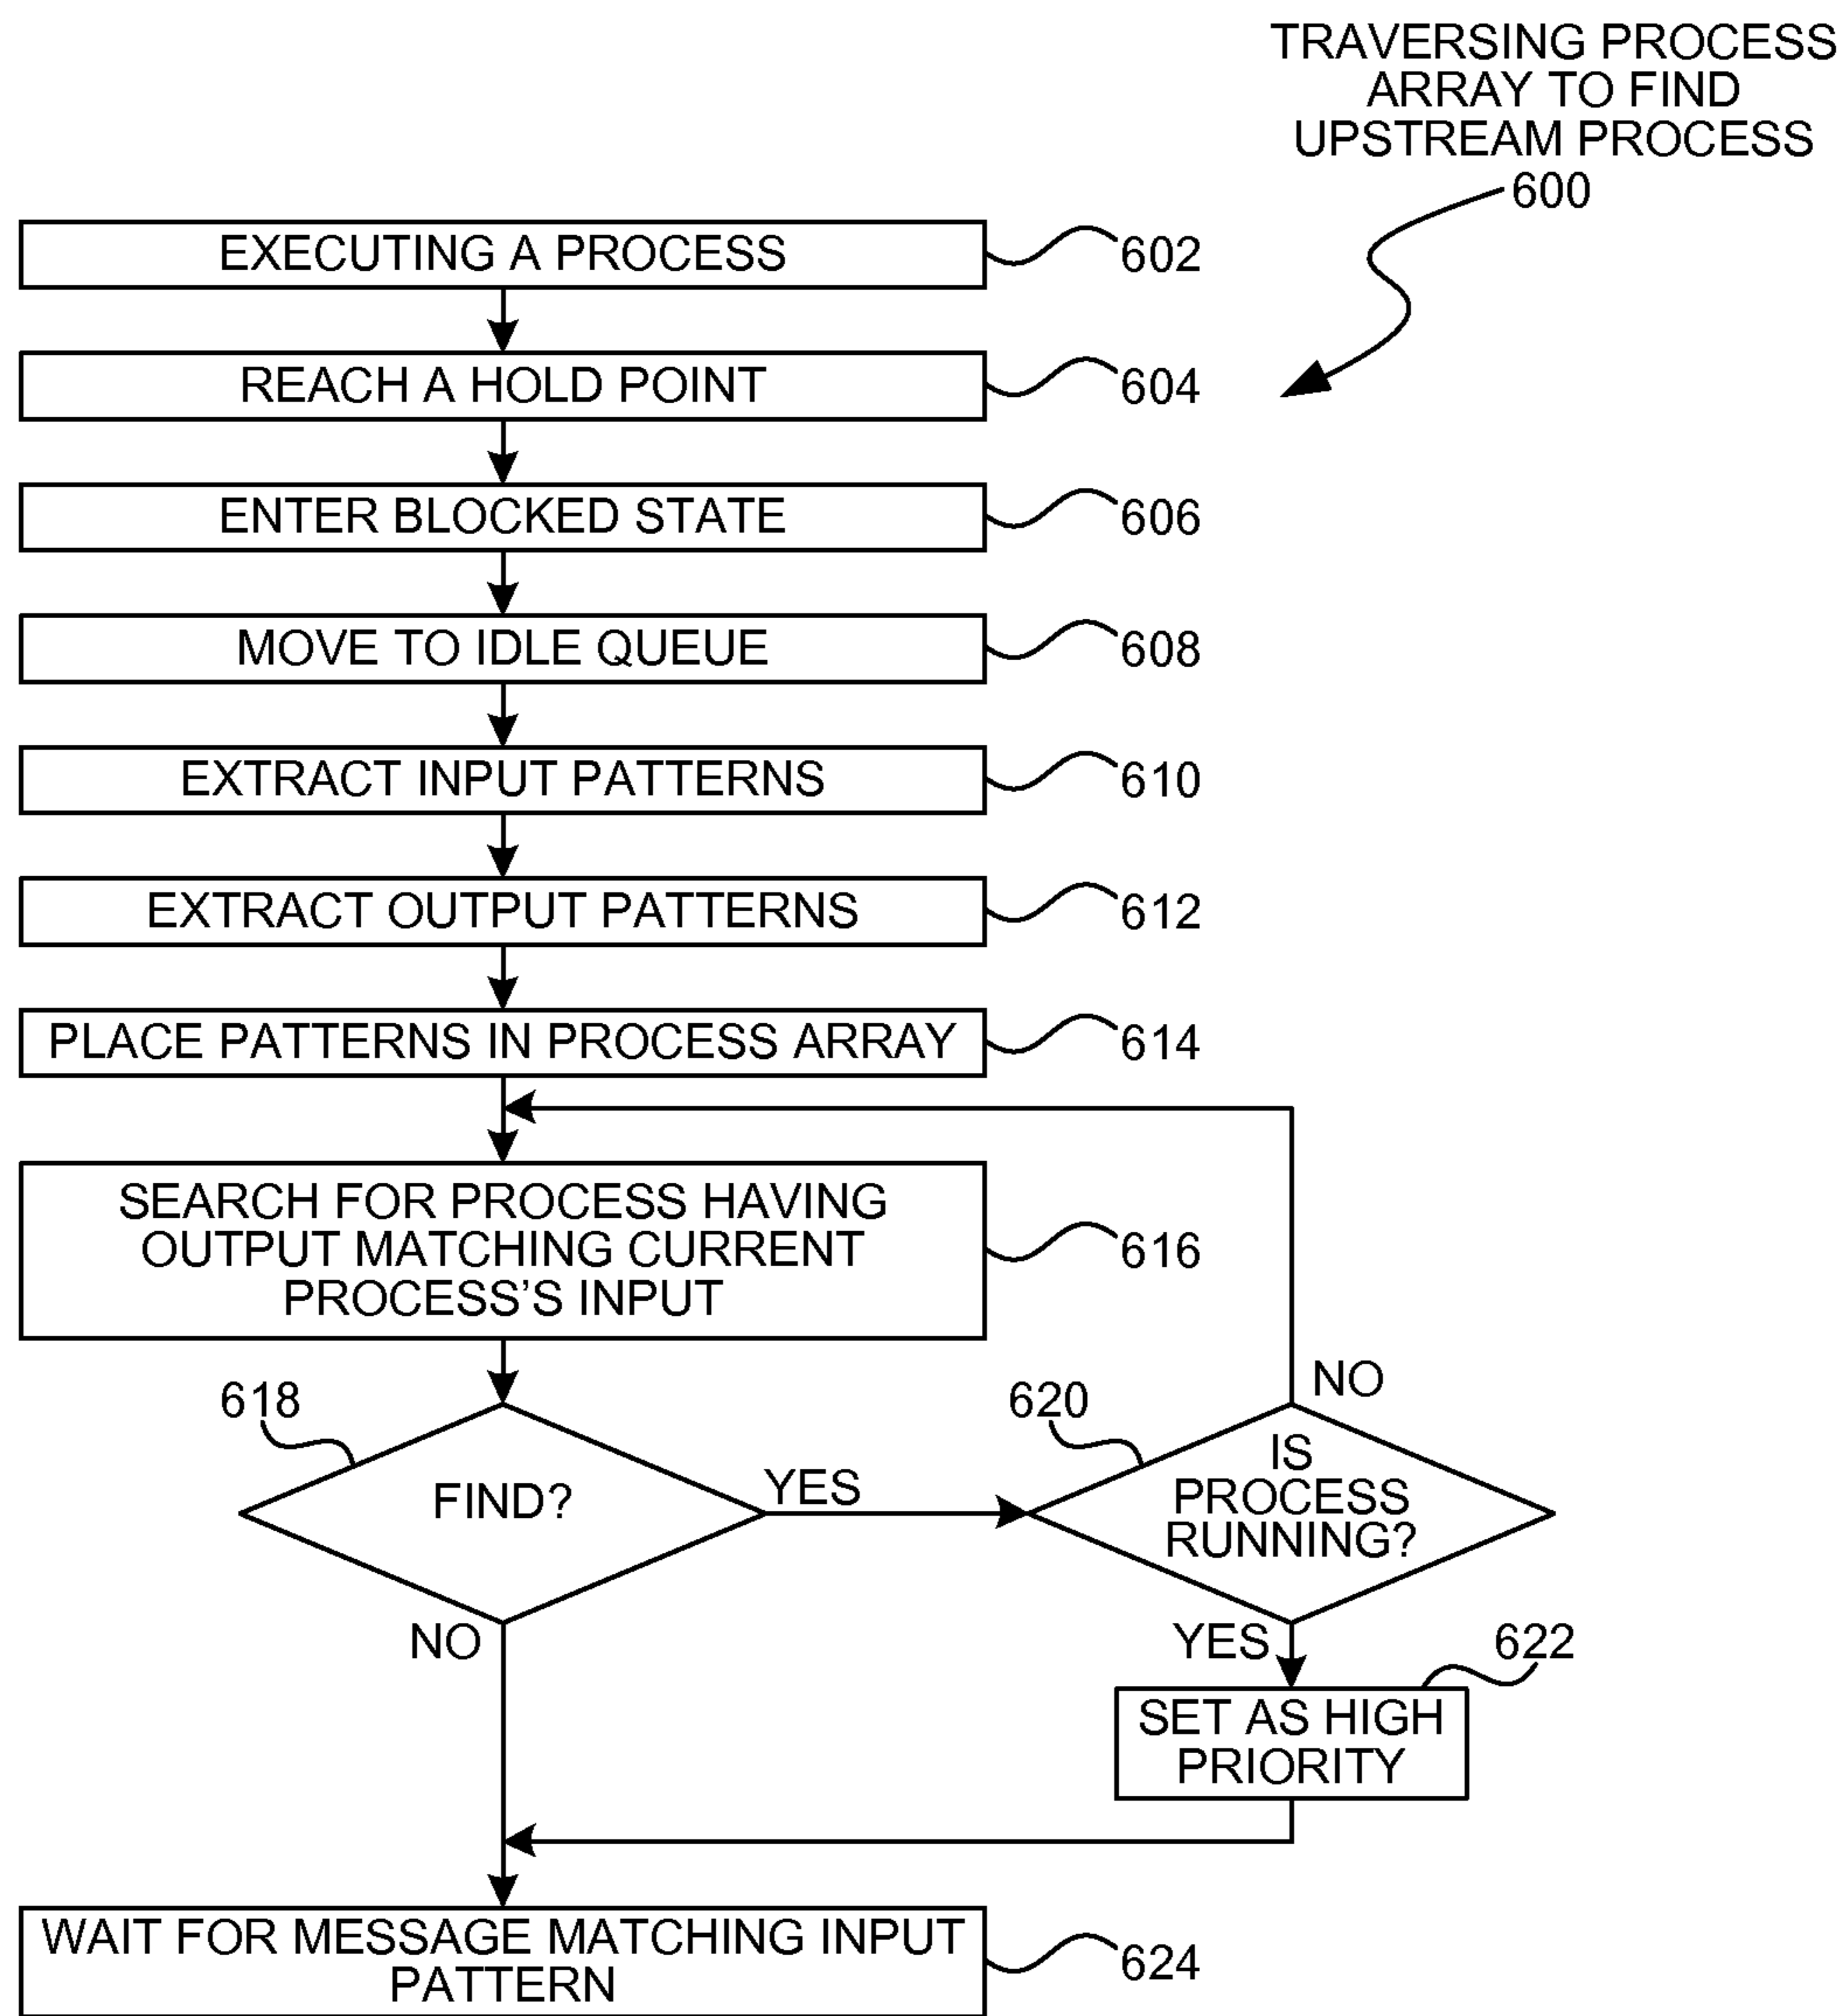 TRAVERSING PROCESS
ARRAY TO FIND
UPSTREAM PROCESS
600
EXECUTING A PROCESS
602
REACH A HOLD POINT
604
ENTER BLOCKED STATE
606
MOVE TO IDLE QUEUE
608
EXTRACT INPUT PATTERNS
610
EXTRACT OUTPUT PATTERNS
612
PLACE PATTERNS IN PROCESS ARRAY
614
SEARCH FOR PROCESS HAVING
OUTPUT MATCHING CURRENT
PROCESS’S INPUT
616
618
FIND?
YES
NO
620
IS
PROCESS
RUNNING?
NO
YES
622
SET AS HIGH
PRIORITY
WAIT FOR MESSAGE MATCHING INPUT
PATTERN
624